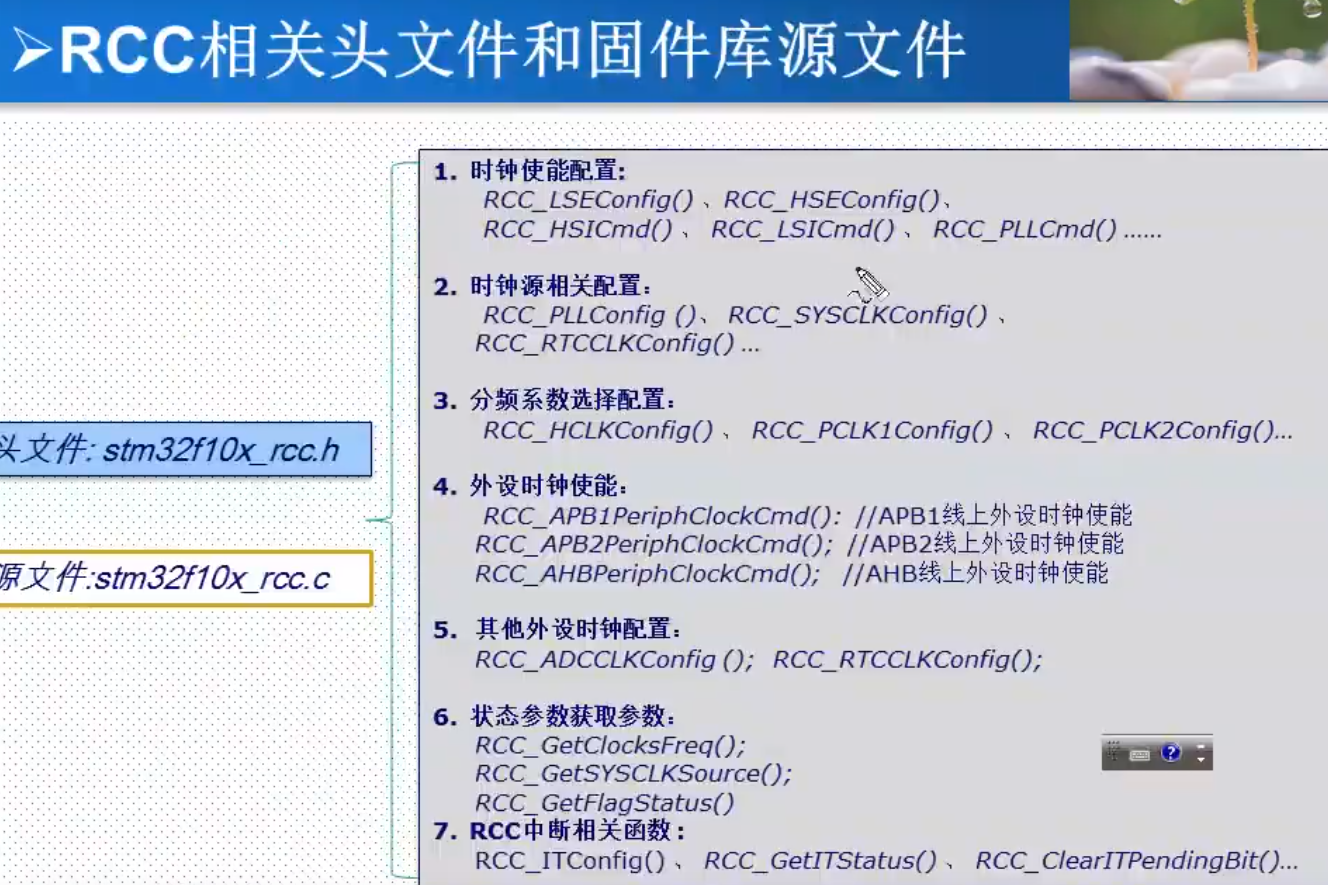 ➢RCC相关头文件和固件库源文件
头文件: stm32f10x_rcc.h
源文件:stm32f10x_rcc.c
1. 时钟使能配置:
RCC_LSEConfig() 、RCC_HSEConfig()、
RCC_HSICmd() 、 RCC_LSICmd() 、 RCC_PLLCmd() ……
2. 时钟源相关配置：
RCC_PLLConfig ()、 RCC_SYSCLKConfig() 、
RCC_RTCCLKConfig() …
3. 分频系数选择配置：
RCC_HCLKConfig() 、 RCC_PCLK1Config() 、 RCC_PCLK2Config()…
4. 外设时钟使能：
RCC_APB1PeriphClockCmd(): //APB1线上外设时钟使能
RCC_APB2PeriphClockCmd(); //APB2线上外设时钟使能
RCC_AHBPeriphClockCmd(); //AHB线上外设时钟使能
5. 其他外设时钟配置：
RCC_ADCCLKConfig (); RCC_RTCCLKConfig();
6. 状态参数获取参数：
RCC_GetClocksFreq();
RCC_GetSYSCLKSource();
RCC_GetFlagStatus()
7. RCC中断相关函数：
RCC_ITConfig() 、 RCC_GetITStatus() 、 RCC_ClearITPendingBit()…